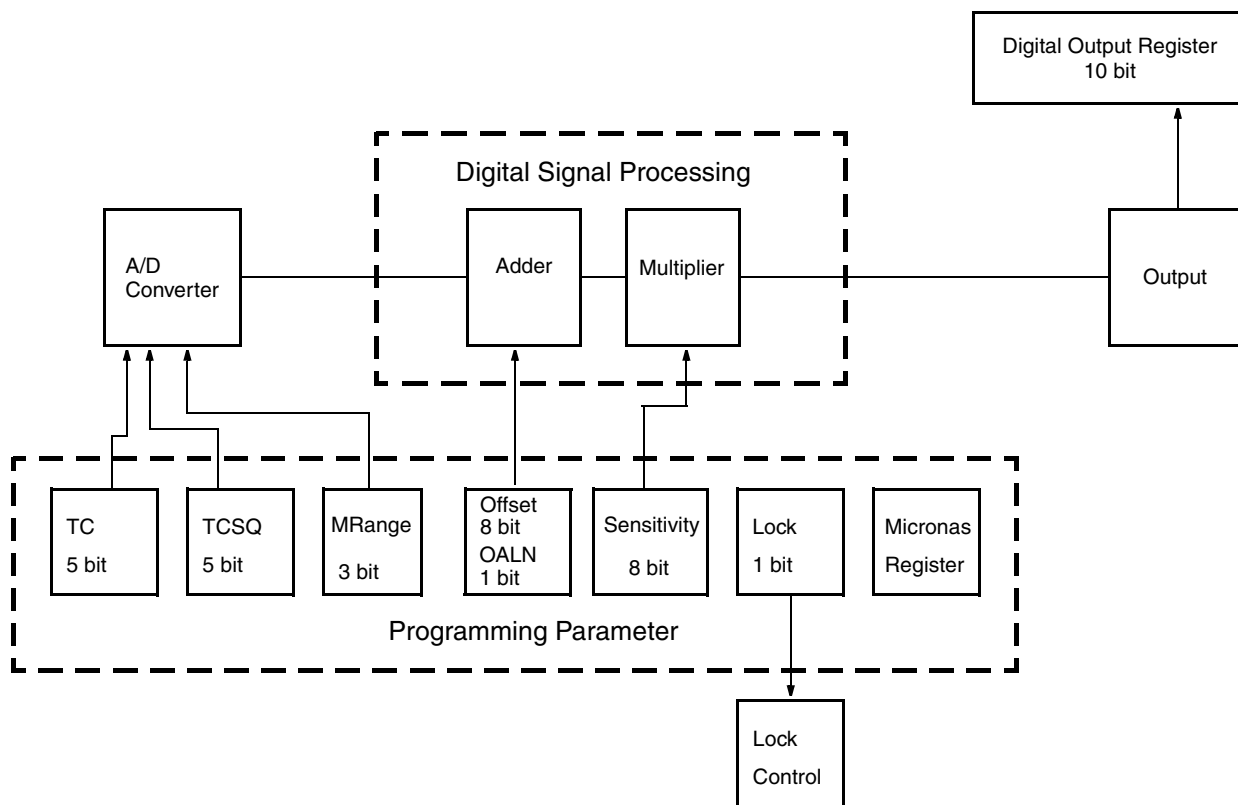 Digital Output Register
10 bit
Digital Signal Processing
A/D
Converter
Adder
Multiplier
Output
TC
5 bit
TCSQ
5 bit
MRange
3 bit
Offset
8 bit
OALN
1 bit
Sensitivity
8 bit
Lock
1 bit
Micronas
Register
Programming Parameter
Lock
Control